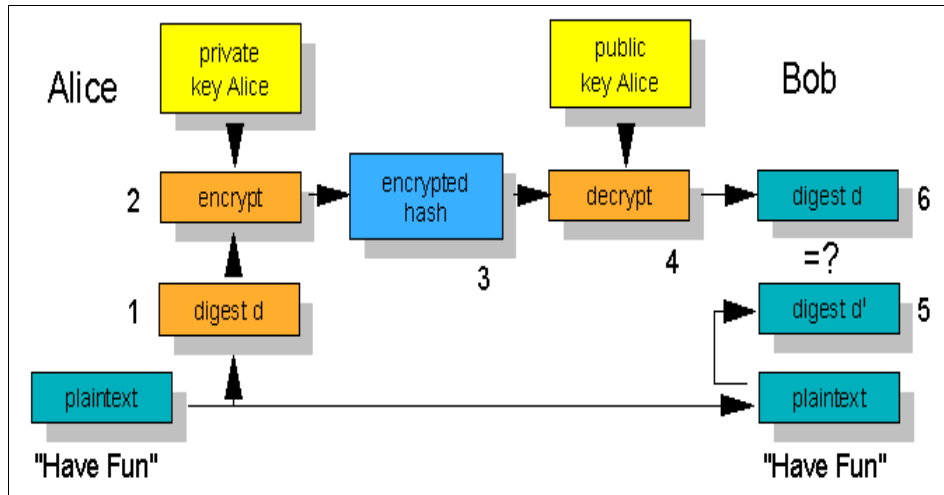 Alice
private
key Alice
public
key Alice
Bob
2
encrypt
encrypted
hash
3
decrypt
4
digest d
6
=?
1
digest d
digest d'
5
plaintext
"Have Fun"
plaintext
"Have Fun"